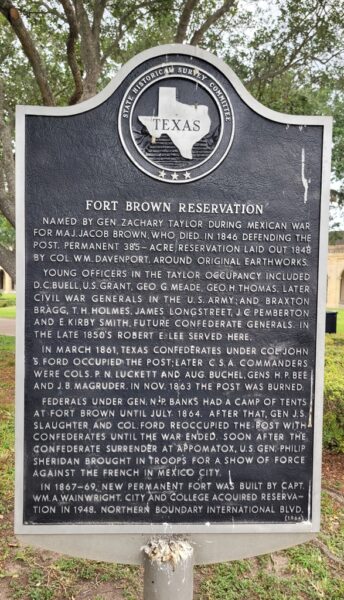 STATE HISTORICAL SURVEY COMMITTEE
TEXAS
FORT BROWN RESERVATION
NAMED BY GEN. ZACHARY TAYLOR DURING MEXICAN WAR
FOR MAJ. JACOB BROWN, WHO DIED IN 1846 DEFENDING THE
POST. PERMANENT 385-ACRE RESERVATION LAID OUT 1848
BY COL. WM. DAVENPORT, AROUND ORIGINAL EARTHWORKS.
YOUNG OFFICERS IN THE TAYLOR OCCUPANCY INCLUDED
D.C. BUELL, U.S. GRANT, GEO. G. MEADE, GEO. H. THOMAS, LATER
CIVIL WAR GENERALS IN THE U.S. ARMY; AND BRAXTON
BRAGG, T. H. HOLMES, JAMES LONGSTREET, J. C. PEMBERTON
AND E. KIRBY SMITH, FUTURE CONFEDERATE GENERALS. IN
THE LATE 1850'S ROBERT E. LEE SERVED HERE.
IN MARCH 1861, TEXAS CONFEDERATES UNDER COL. JOHN
S. FORD OCCUPIED THE POST; LATER C.S.A. COMMANDERS
WERE COLS. P. N. LUCKETT AND AUG. BUCHEL, GENS. H. P. BEE
AND J. B. MAGRUDER. IN NOV. 1863 THE POST WAS BURNED.
FEDERALS UNDER GEN. N. P. BANKS HAD A CAMP OF TENTS
AT FORT BROWN UNTIL JULY 1864. AFTER THAT, GEN. J. S.
SLAUGHTER AND COL. FORD REOCCUPIED THE POST WITH
CONFEDERATES UNTIL THE WAR ENDED. SOON AFTER THE
CONFEDERATE SURRENDER AT APPOMATOX, U.S. GEN. PHILIP
SHERIDAN BROUGHT IN TROOPS FOR A SHOW OF FORCE
AGAINST THE FRENCH IN MEXICO CITY.
IN 1867-69, NEW PERMANENT FORT WAS BUILT BY CAPT.
WM. A. WAINWRIGHT. CITY AND COLLEGE ACQUIRED RESERVA-
TION IN 1948. NORTHERN BOUNDARY INTERNATIONAL BLVD.
(1964)